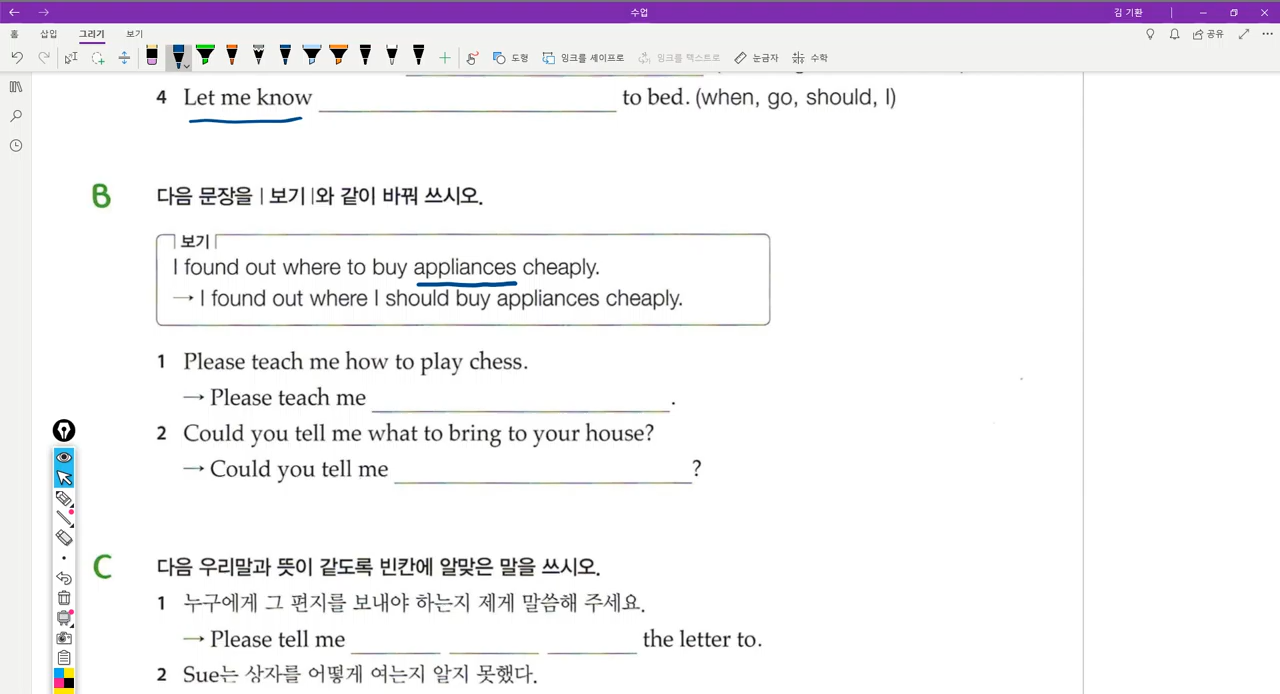 수업
김 기환
홈 삽입 그리기 보기
공유
도형 잉크를 셰이프로 잉크를 텍스트로 눈금자 수학
4 Let me know ____ to bed. (when, go, should, I)
B 다음 문장을 | 보기 |와 같이 바꿔 쓰시오.
| 보기 |
I found out where to buy appliances cheaply.
→ I found out where I should buy appliances cheaply.
1 Please teach me how to play chess.
→ Please teach me ____.
2 Could you tell me what to bring to your house?
→ Could you tell me ____?
C 다음 우리말과 뜻이 같도록 빈칸에 알맞은 말을 쓰시오.
1 누구에게 그 편지를 보내야 하는지 제게 말씀해 주세요.
→ Please tell me ____ ____ ____ the letter to.
2 Sue는 상자를 어떻게 여는지 알지 못했다.